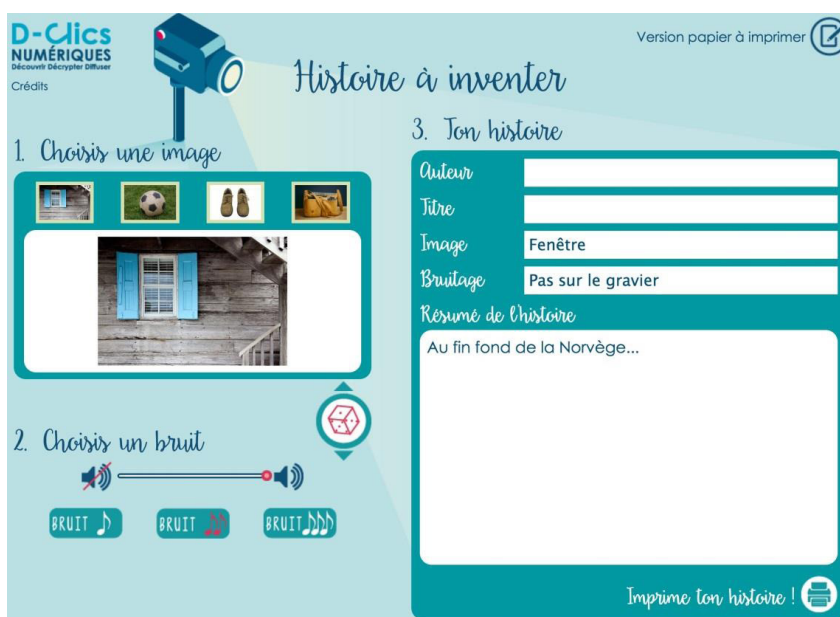 D-Clics
NUMÉRIQUES
Découvrir Décrypter Diffuser
Crédits
Version papier à imprimer
Histoire à inventer
1. Choisis une image
2. Choisis un bruit
BRUIT
BRUIT
BRUIT
3. Ton histoire
Auteur
Titre
Image
Fenêtre
Bruitage
Pas sur le gravier
Résumé de l'histoire
Au fin fond de la Norvège...
Imprime ton histoire !